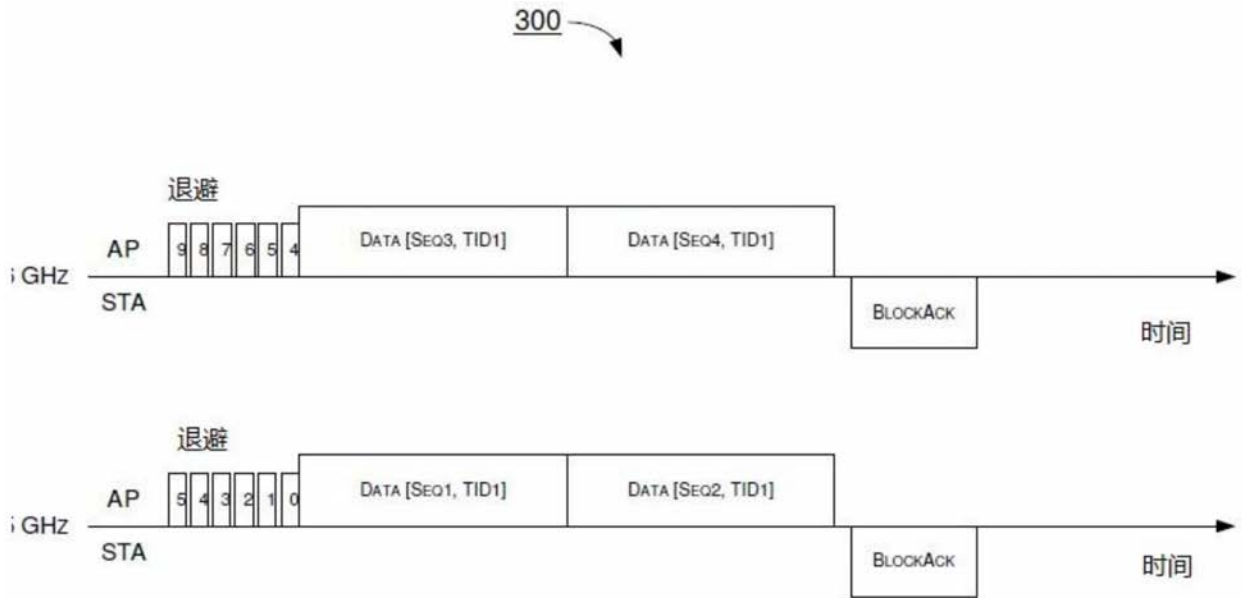 300
退避
AP 9 8 7 6 5 4 DATA [SEQ3, TID1] DATA [SEQ4, TID1]
GHZ
STA
BLOCKACK
时间
退避
AP 5 4 3 2 1 0 DATA [SEQ1, TID1] DATA [SEQ2, TID1]
GHZ
STA
BLOCKACK
时间